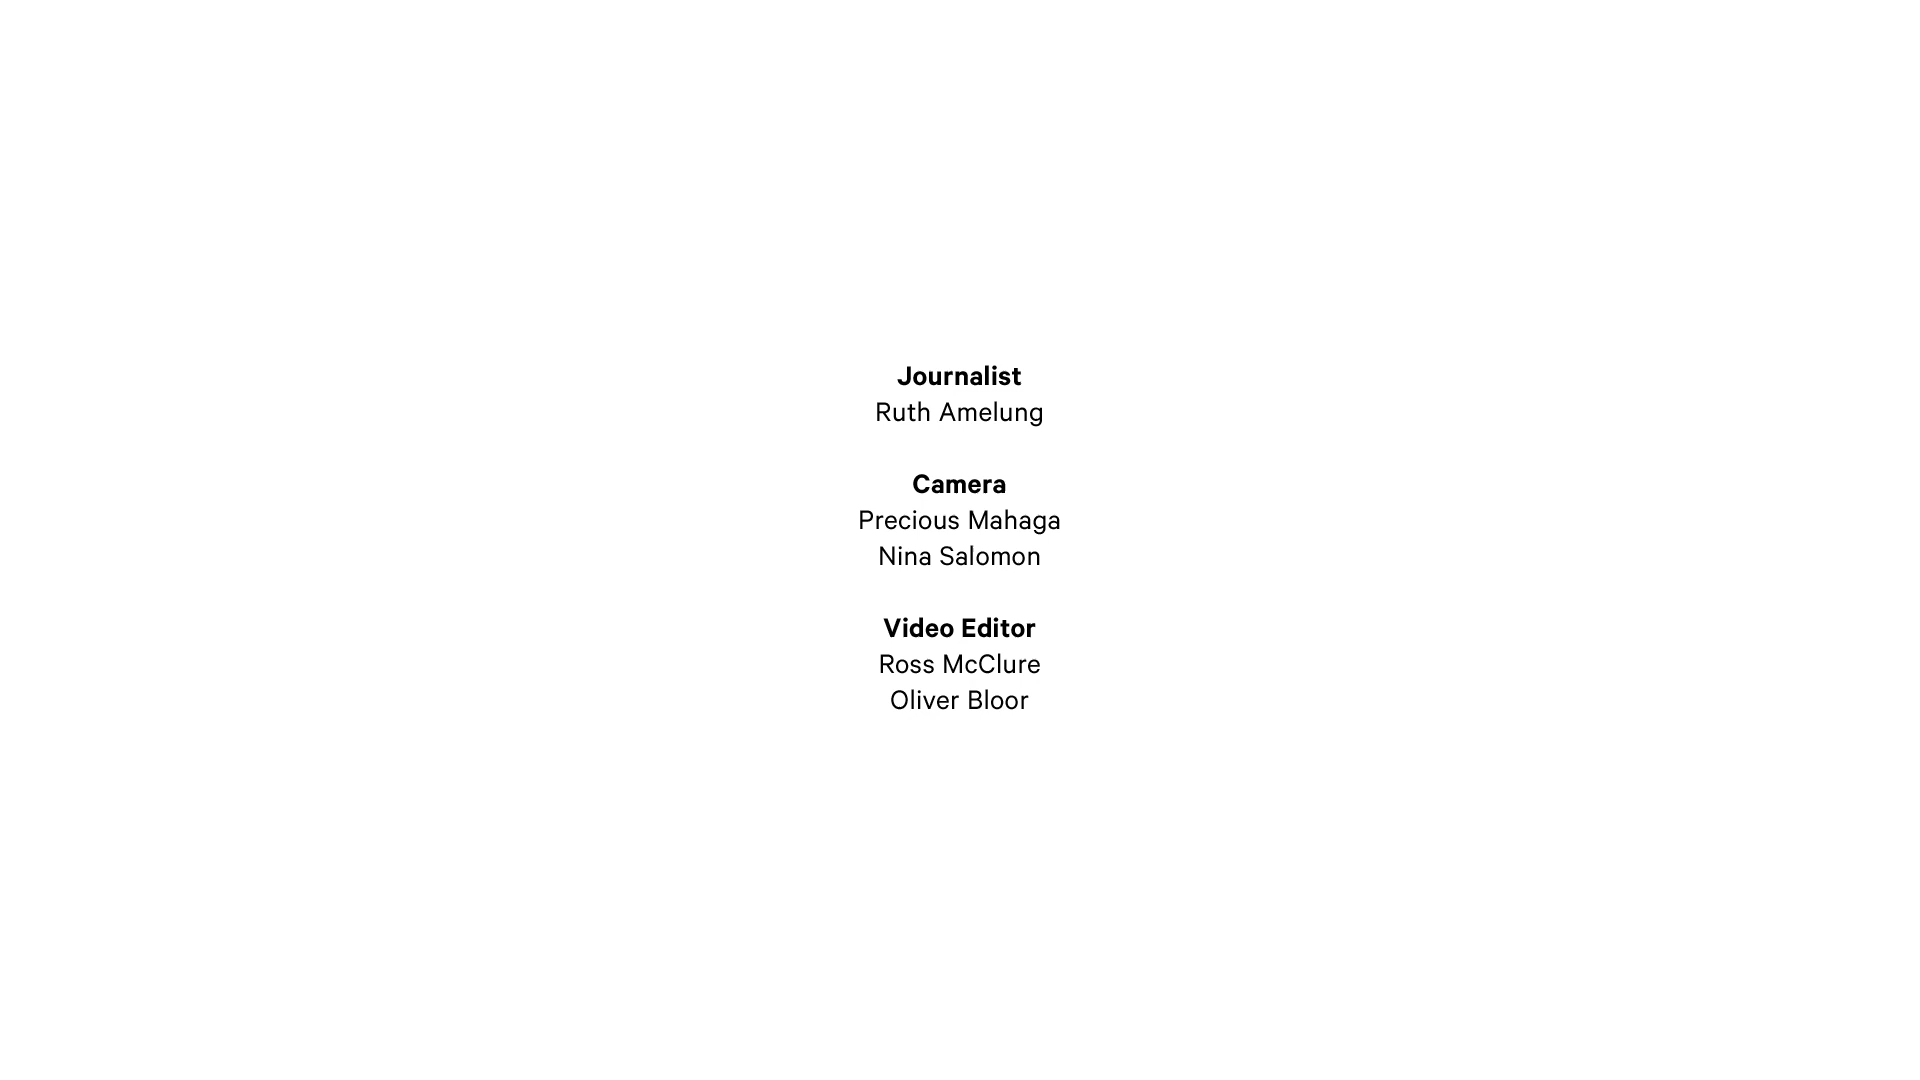 Journalist
Ruth Amelung
Camera
Precious Mahaga
Nina Salomon
Video Editor
Ross McClure
Oliver Bloor